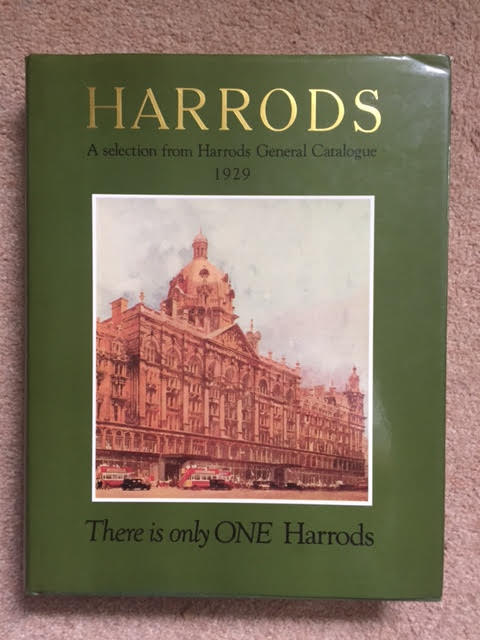 HARRODS
A selection from Harrods General Catalogue
1929
There is only ONE Harrods